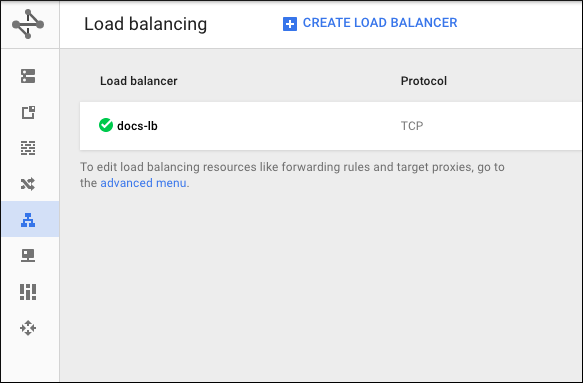 Load balancing
CREATE LOAD BALANCER
Load balancer Protocol
docs-lb TCP
To edit load balancing resources like forwarding rules and target proxies, go to
the advanced menu.